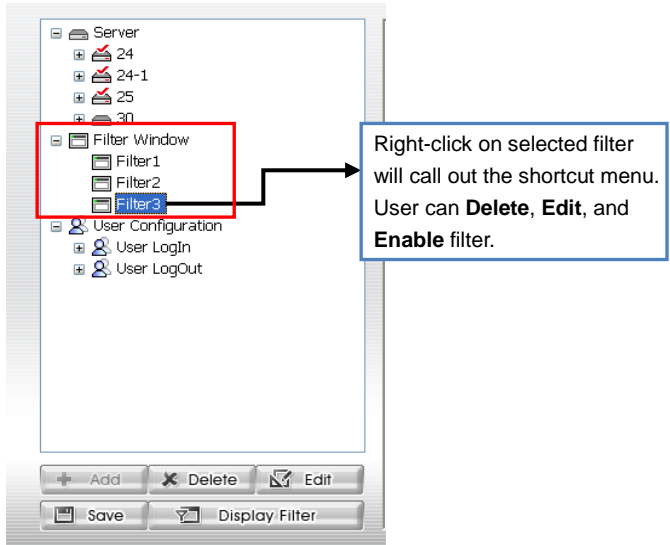 Server
24
24-1
25
30
Filter Window
Filter1
Filter2
Filter3
User Configuration
User LogIn
User LogOut
Right-click on selected filter
will call out the shortcut menu.
User can Delete, Edit, and
Enable filter.
Add Delete Edit
Save Display Filter